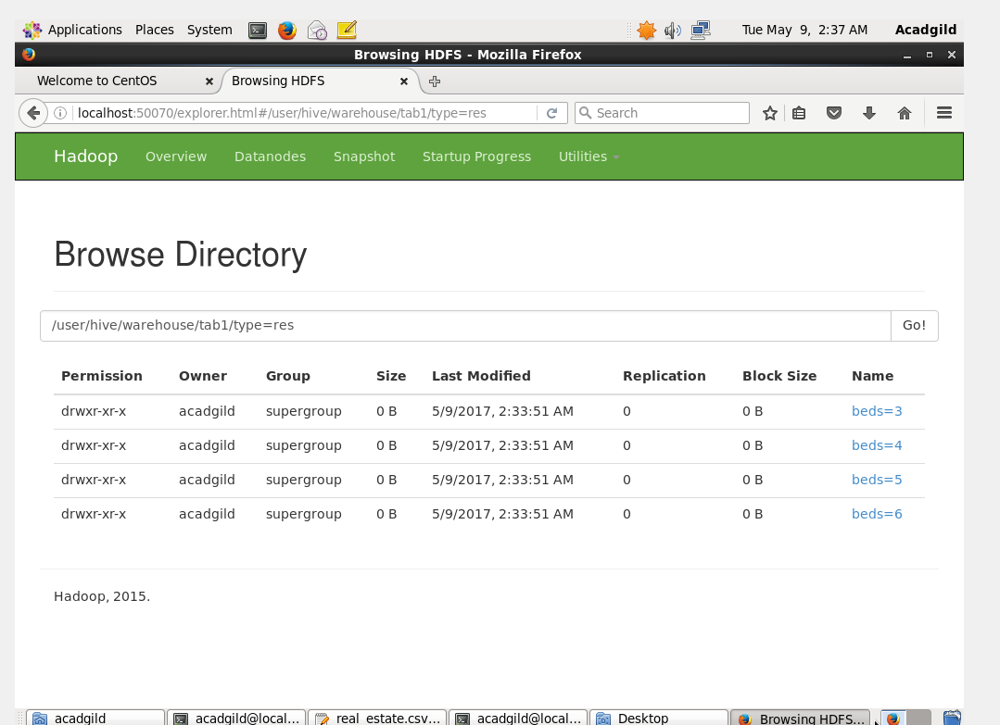 Applications Places System Tue May 9, 2:37 AM Acadgild
Browsing HDFS - Mozilla Firefox
Welcome to CentOS Browsing HDFS
localhost:50070/explorer.html#/user/hive/warehouse/tab1/type=res Search
Hadoop Overview Datanodes Snapshot Startup Progress Utilities
Browse Directory
/user/hive/warehouse/tab1/type=res Go!
Permission Owner Group Size Last Modified Replication Block Size Name
drwxr-xr-x acadgild supergroup 0 B 5/9/2017, 2:33:51 AM 0 0 B beds=3
drwxr-xr-x acadgild supergroup 0 B 5/9/2017, 2:33:51 AM 0 0 B beds=4
drwxr-xr-x acadgild supergroup 0 B 5/9/2017, 2:33:51 AM 0 0 B beds=5
drwxr-xr-x acadgild supergroup 0 B 5/9/2017, 2:33:51 AM 0 0 B beds=6
Hadoop, 2015.
acadgild acadgild@local... real_estate.csv... acadgild@local... Desktop Browsing HDFS...